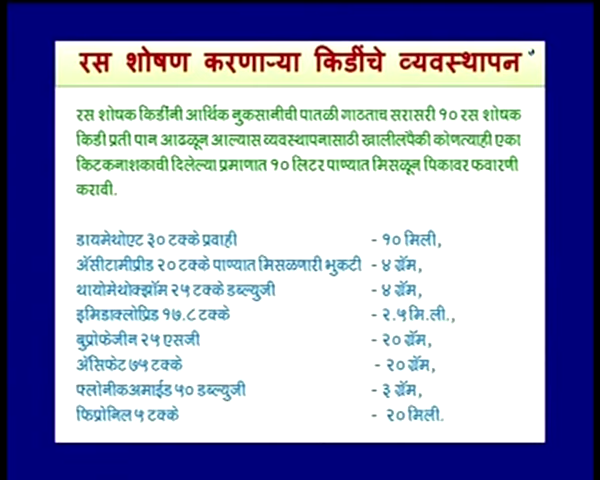 रस शोषण करणाऱ्या किडींचे व्यवस्थापन
रस शोषक किडींनी आर्थिक नुकसानीची पातळी गाठताच सरासरी १० रस शोषक
किडी प्रती पान आढळून आल्यास व्यवस्थापनासाठी खालीलपैकी कोणत्याही एका
किटकनाशकाची दिलेल्या प्रमाणात १० लिटर पाण्यात मिसळून पिकावर फवारणी
करावी.
डायमेथोएट ३० टक्के प्रवाही - १० मिली,
ॲसीटामीप्रीड २० टक्के पाण्यात मिसळणारी भुकटी - ४ ग्रॅम,
थायोमेथोक्झॉम २५ टक्के डब्ल्युजी - ४ ग्रॅम,
इमिडाक्लोप्रिड १७.८ टक्के - २.५ मि.ली.,
बुप्रोफेजीन २५ एसजी - २० ग्रॅम,
ॲसिफेट ७५ टक्के - २० ग्रॅम,
फ्लोनीकअमाईड ५० डब्ल्युजी - ३ ग्रॅम,
फिप्रोनिल ५ टक्के - २० मिली.